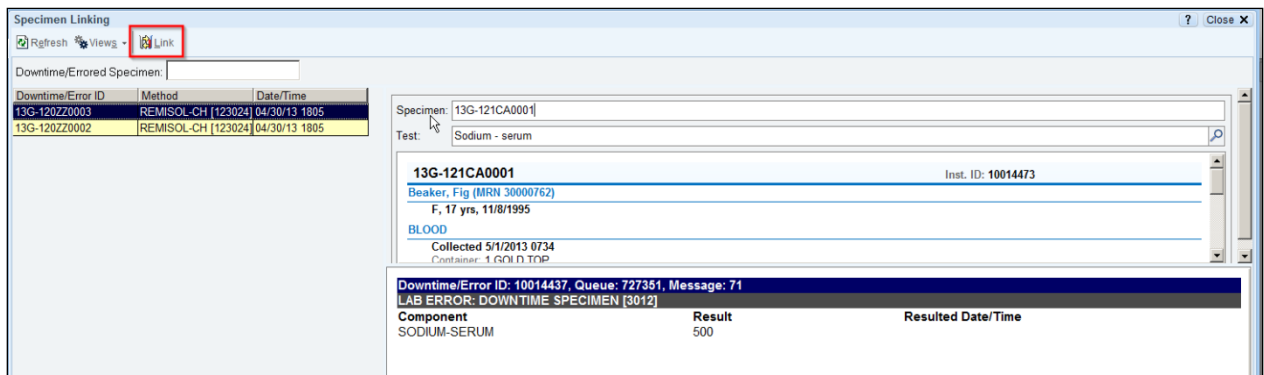 Specimen Linking
? Close X
Refresh Views Link
Downtime/Errored Specimen:
Downtime/Error ID Method Date/Time
13G-120ZZ0003 REMISOL-CH [123024] 04/30/13 1805
13G-120ZZ0002 REMISOL-CH [123024] 04/30/13 1805
Specimen: 13G-121CA0001
Test: Sodium - serum
13G-121CA0001 Inst. ID: 10014473
Beaker, Fig (MRN 30000762)
F, 17 yrs, 11/8/1995
BLOOD
Collected 5/1/2013 0734
Container: 1 GOLD TOP
Downtime/Error ID: 10014437, Queue: 727351, Message: 71
LAB ERROR: DOWNTIME SPECIMEN [3012]
Component Result Resulted Date/Time
SODIUM-SERUM 500